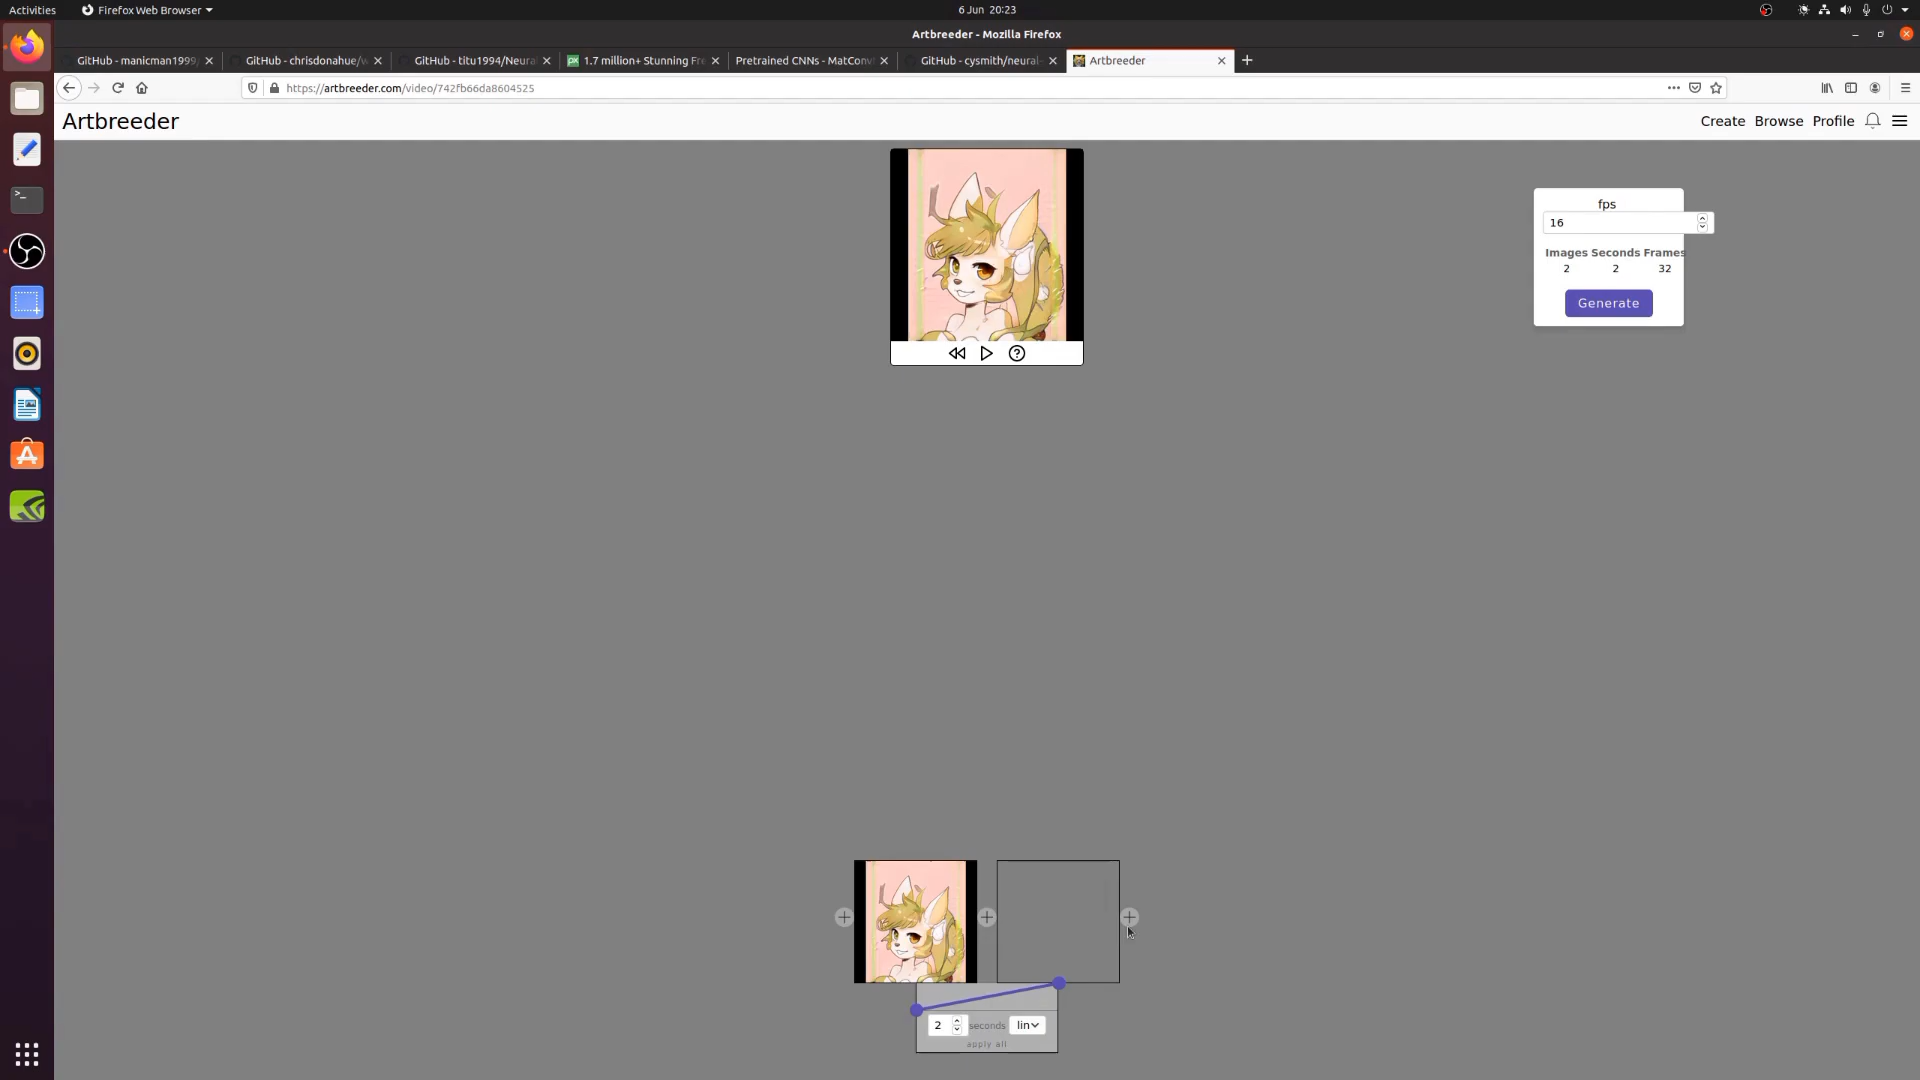 Activities
Firefox Web Browser
6 Jun 20:23
Artbreeder - Mozilla Firefox
GitHub - manicman1999
GitHub - chrisdonahue/w
GitHub - titu1994/Neura
1.7 million+ Stunning Fr
Pretrained CNNs - MatConv
GitHub - cysmith/neural-
Artbreeder
https://artbreeder.com/video/742fb66da8604525
Artbreeder
Create
Browse
Profile
fps
16
Images Seconds Frames
2 2 32
Generate
2 seconds lin
apply all